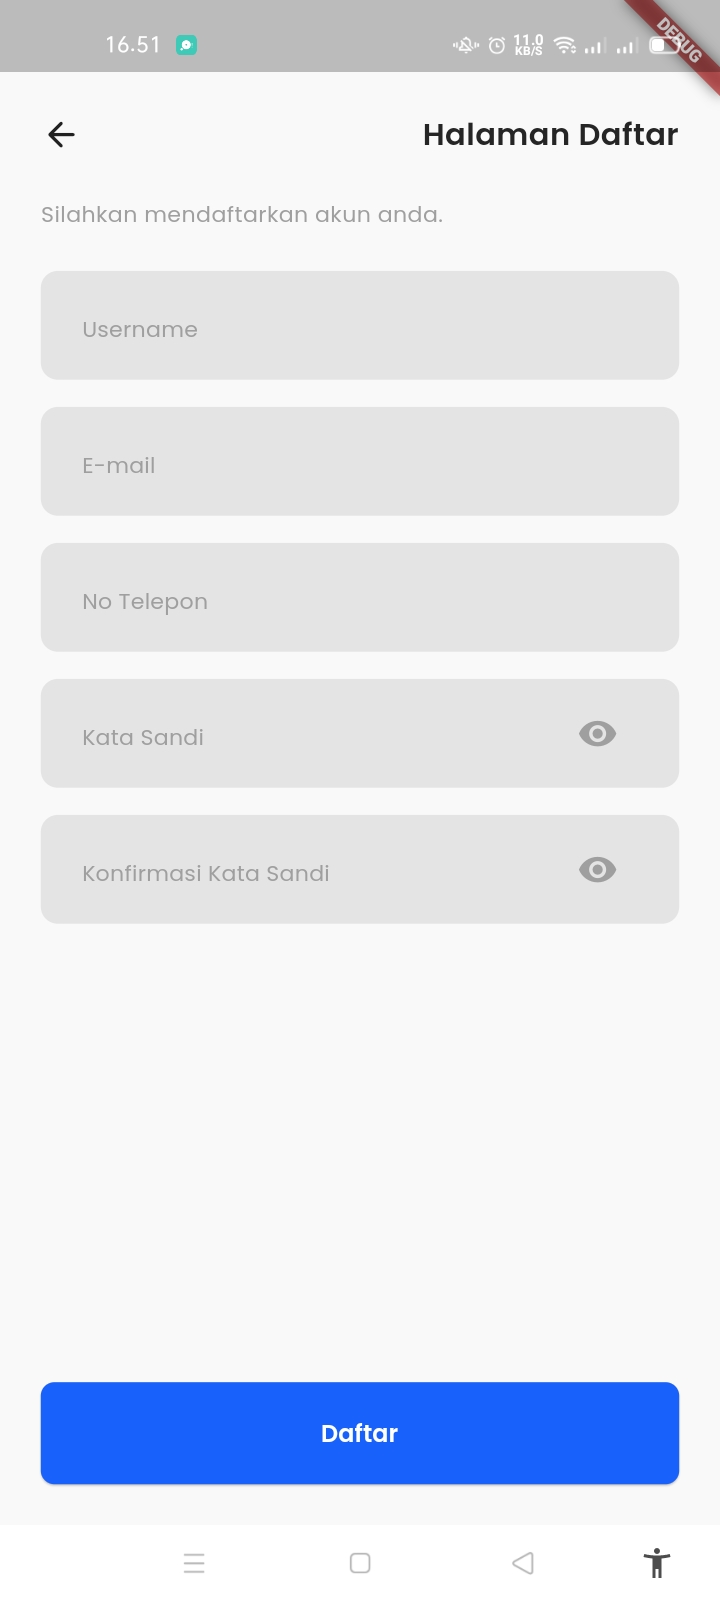 16.51
11.0
KB/S
DEBUG
Halaman Daftar
Silahkan mendaftarkan akun anda.
Username
E-mail
No Telepon
Kata Sandi
Konfirmasi Kata Sandi
Daftar